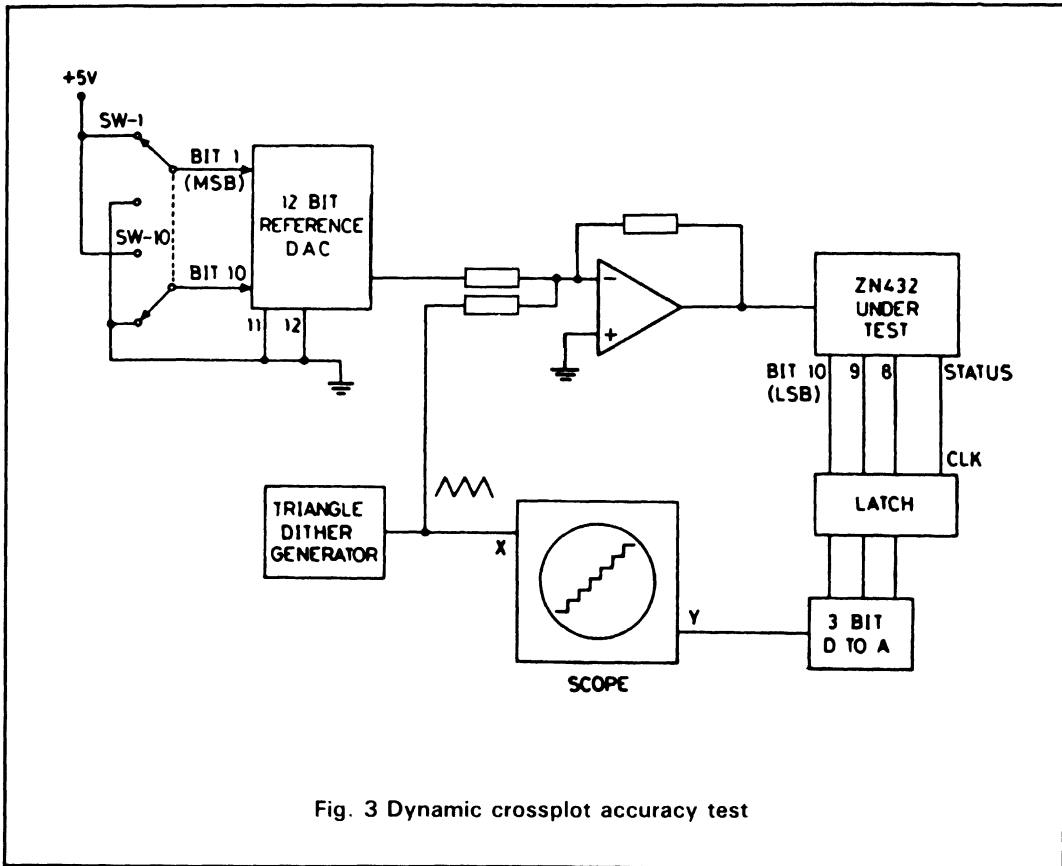 +5V
SW-1
BIT 1
(MSB)
12 BIT
REFERENCE
DAC
SW-10
BIT 10
11
12
−
+
ZN432
UNDER
TEST
BIT 10
(LSB)
9
8
STATUS
CLK
LATCH
TRIANGLE
DITHER
GENERATOR
X
Y
3 BIT
D TO A
SCOPE
Fig. 3 Dynamic crossplot accuracy test